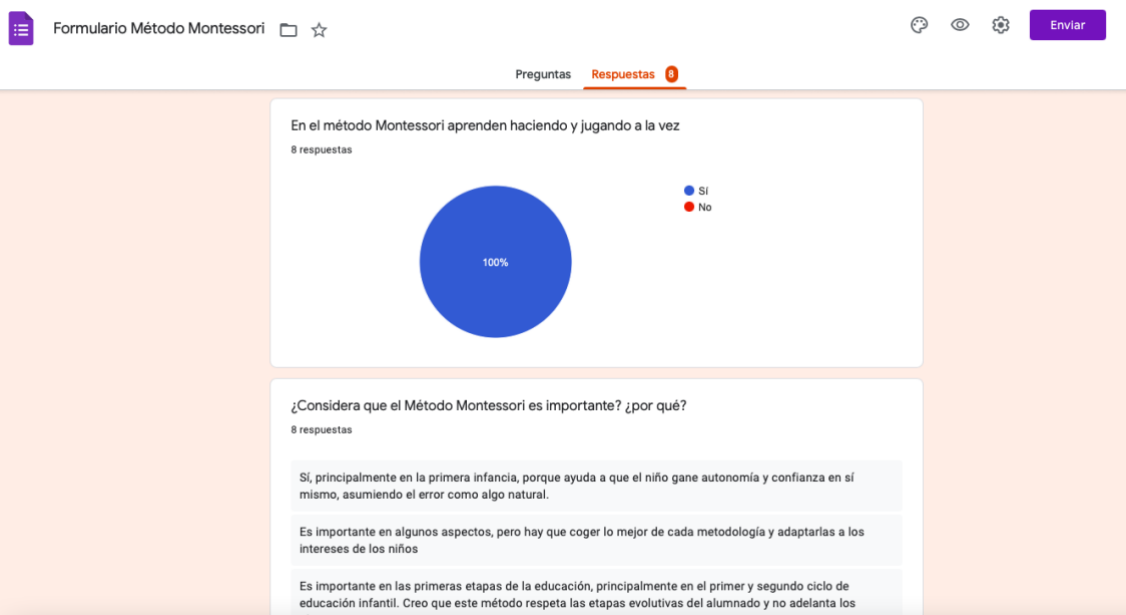 Formulario Método Montessori
Enviar
Preguntas
Respuestas 8
En el método Montessori aprenden haciendo y jugando a la vez
8 respuestas
Sí
No
100%
¿Considera que el Método Montessori es importante? ¿por qué?
8 respuestas
Sí, principalmente en la primera infancia, porque ayuda a que el niño gane autonomía y confianza en sí
mismo, asumiendo el error como algo natural.
Es importante en algunos aspectos, pero hay que coger lo mejor de cada metodología y adaptarlas a los
intereses de los niños
Es importante en las primeras etapas de la educación, principalmente en el primer y segundo ciclo de
educación infantil. Creo que este método respeta las etapas evolutivas del alumnado y no adelanta los